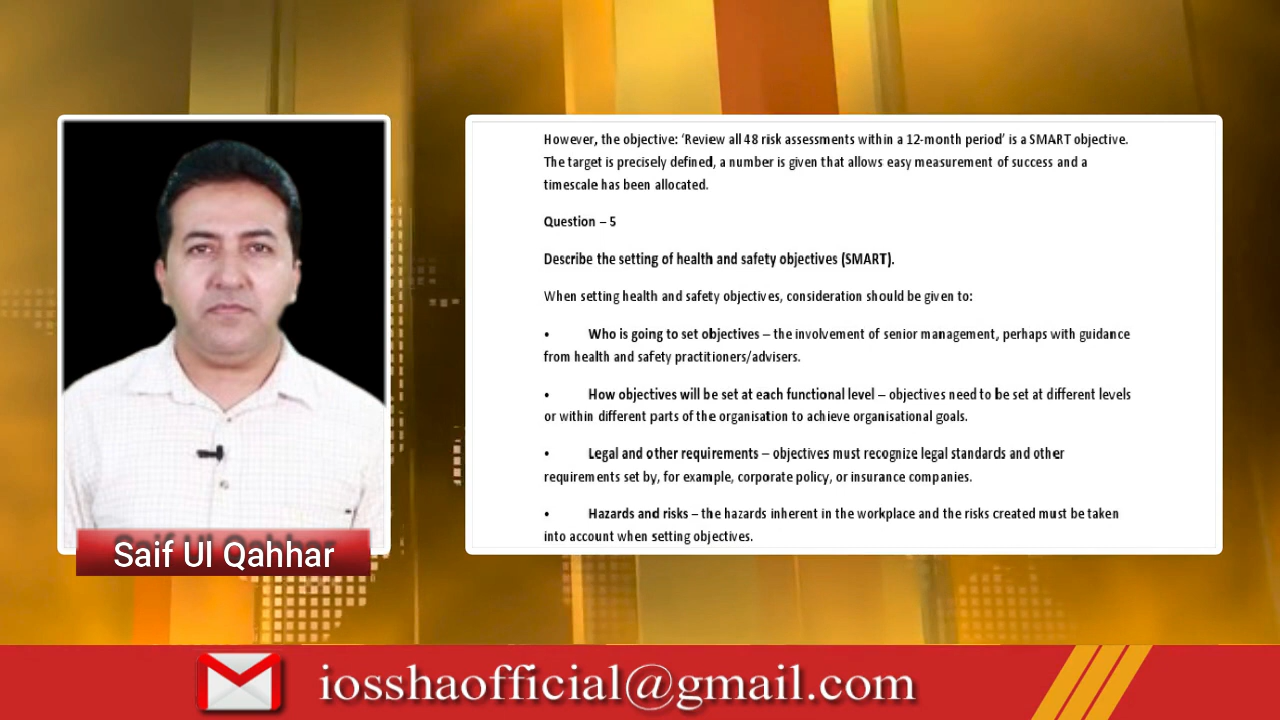 However, the objective: ‘Review all 48 risk assessments within a 12-month period’ is a SMART objective.
The target is precisely defined, a number is given that allows easy measurement of success and a
timescale has been allocated.
Question – 5
Describe the setting of health and safety objectives (SMART).
When setting health and safety objectives, consideration should be given to:
• Who is going to set objectives – the involvement of senior management, perhaps with guidance
from health and safety practitioners/advisers.
• How objectives will be set at each functional level – objectives need to be set at different levels
or within different parts of the organisation to achieve organisational goals.
• Legal and other requirements – objectives must recognize legal standards and other
requirements set by, for example, corporate policy, or insurance companies.
• Hazards and risks – the hazards inherent in the workplace and the risks created must be taken
into account when setting objectives.
Saif Ul Qahhar
iosshaofficial@gmail.com